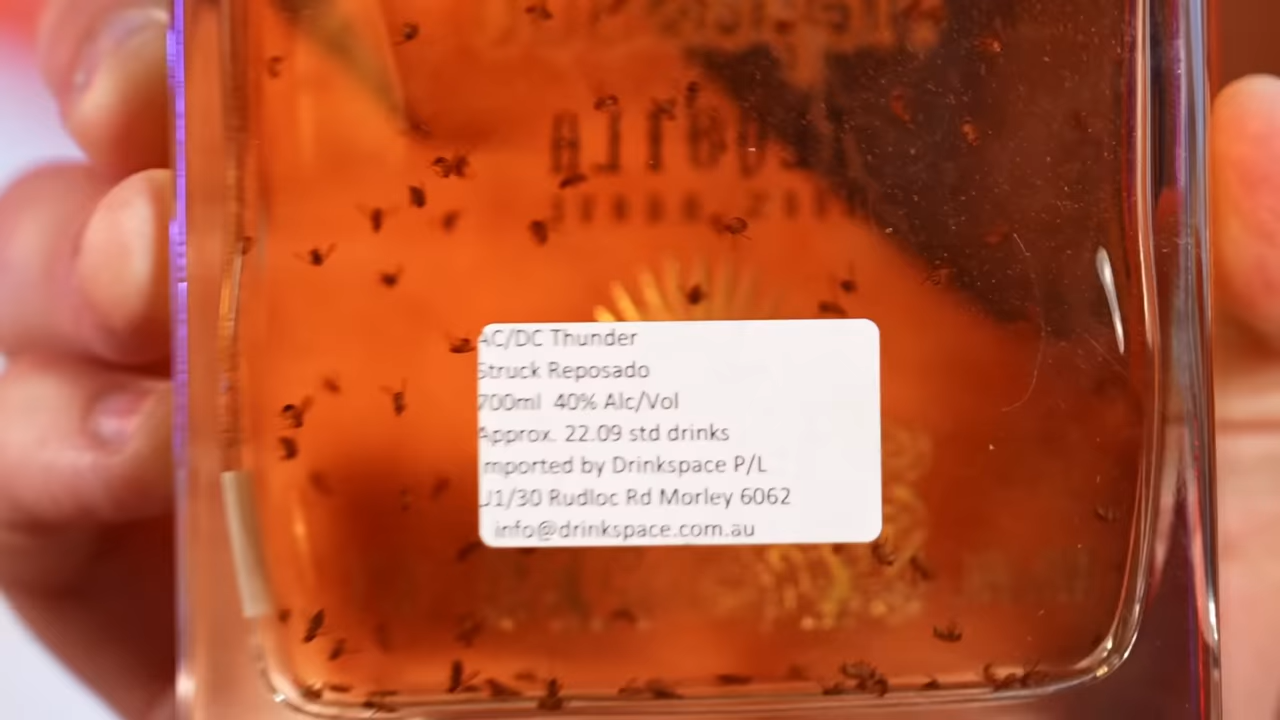 AC/DC Thunder
Struck Reposado
700ml 40% Alc/Vol
Approx. 22.09 std drinks
mported by Drinkspace P/L
U1/30 Rudloc Rd Morley 6062
info@drinkspace.com.au